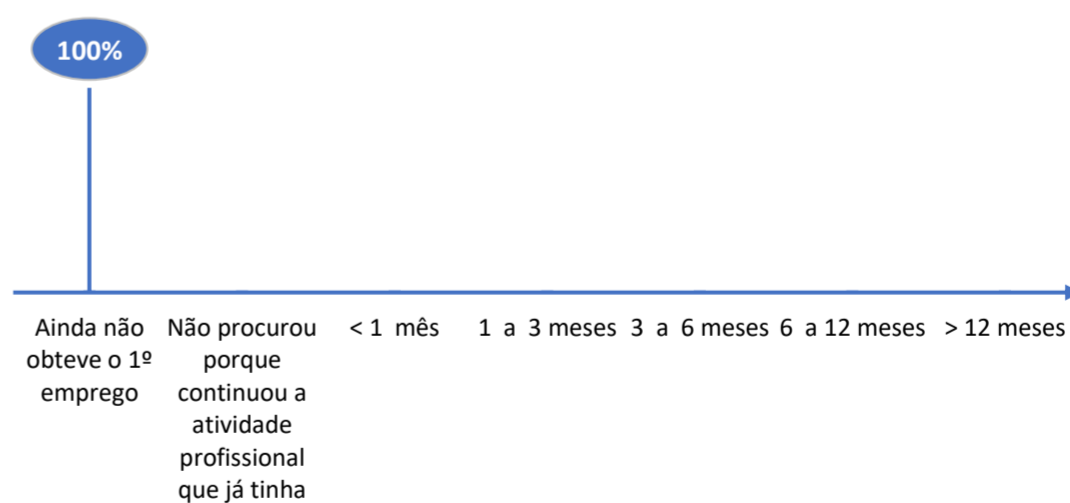 100%
Ainda não
obteve o 1º
emprego
Não procurou
porque
continuou a
atividade
profissional
que já tinha
< 1 mês
1 a 3 meses
3 a 6 meses
6 a 12 meses
> 12 meses